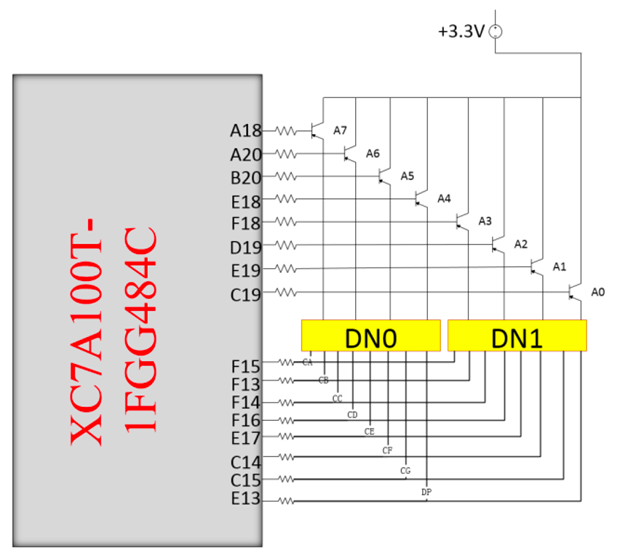 +3.3V
A18
A7
A20
A6
B20
A5
E18
A4
F18
A3
D19
A2
E19
A1
C19
A0
XC7A100T-
1FGG484C
DN0
DN1
F15
CA
F13
CB
F14
CC
F16
CD
E17
CE
C14
CF
C15
CG
E13
DP